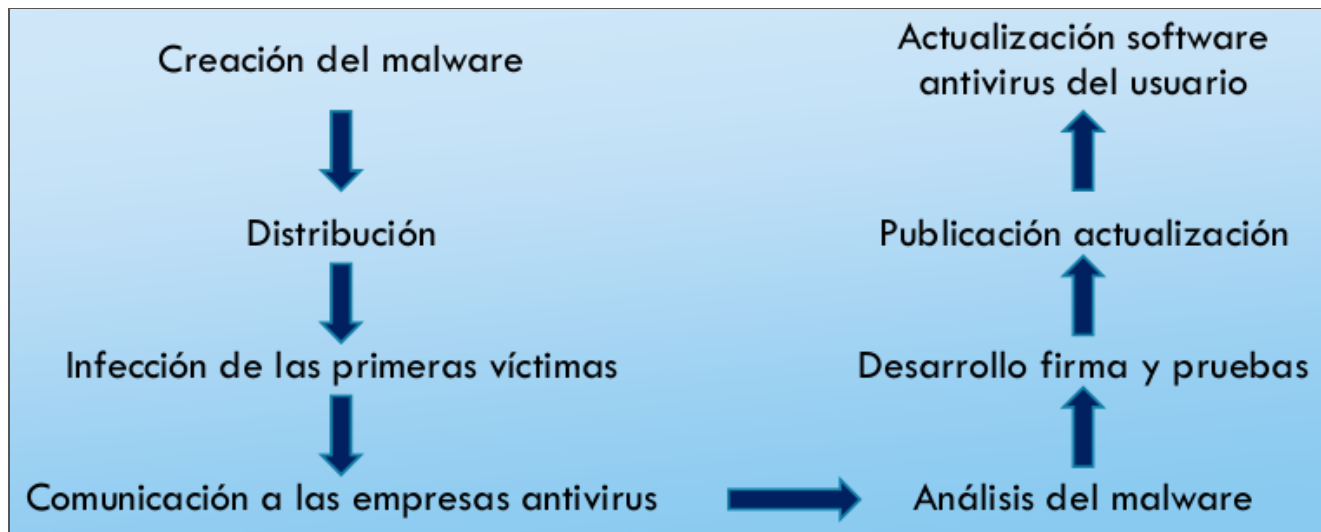 Creación del malware
Distribución
Infección de las primeras víctimas
Comunicación a las empresas antivirus
Análisis del malware
Desarrollo firma y pruebas
Publicación actualización
Actualización software
antivirus del usuario